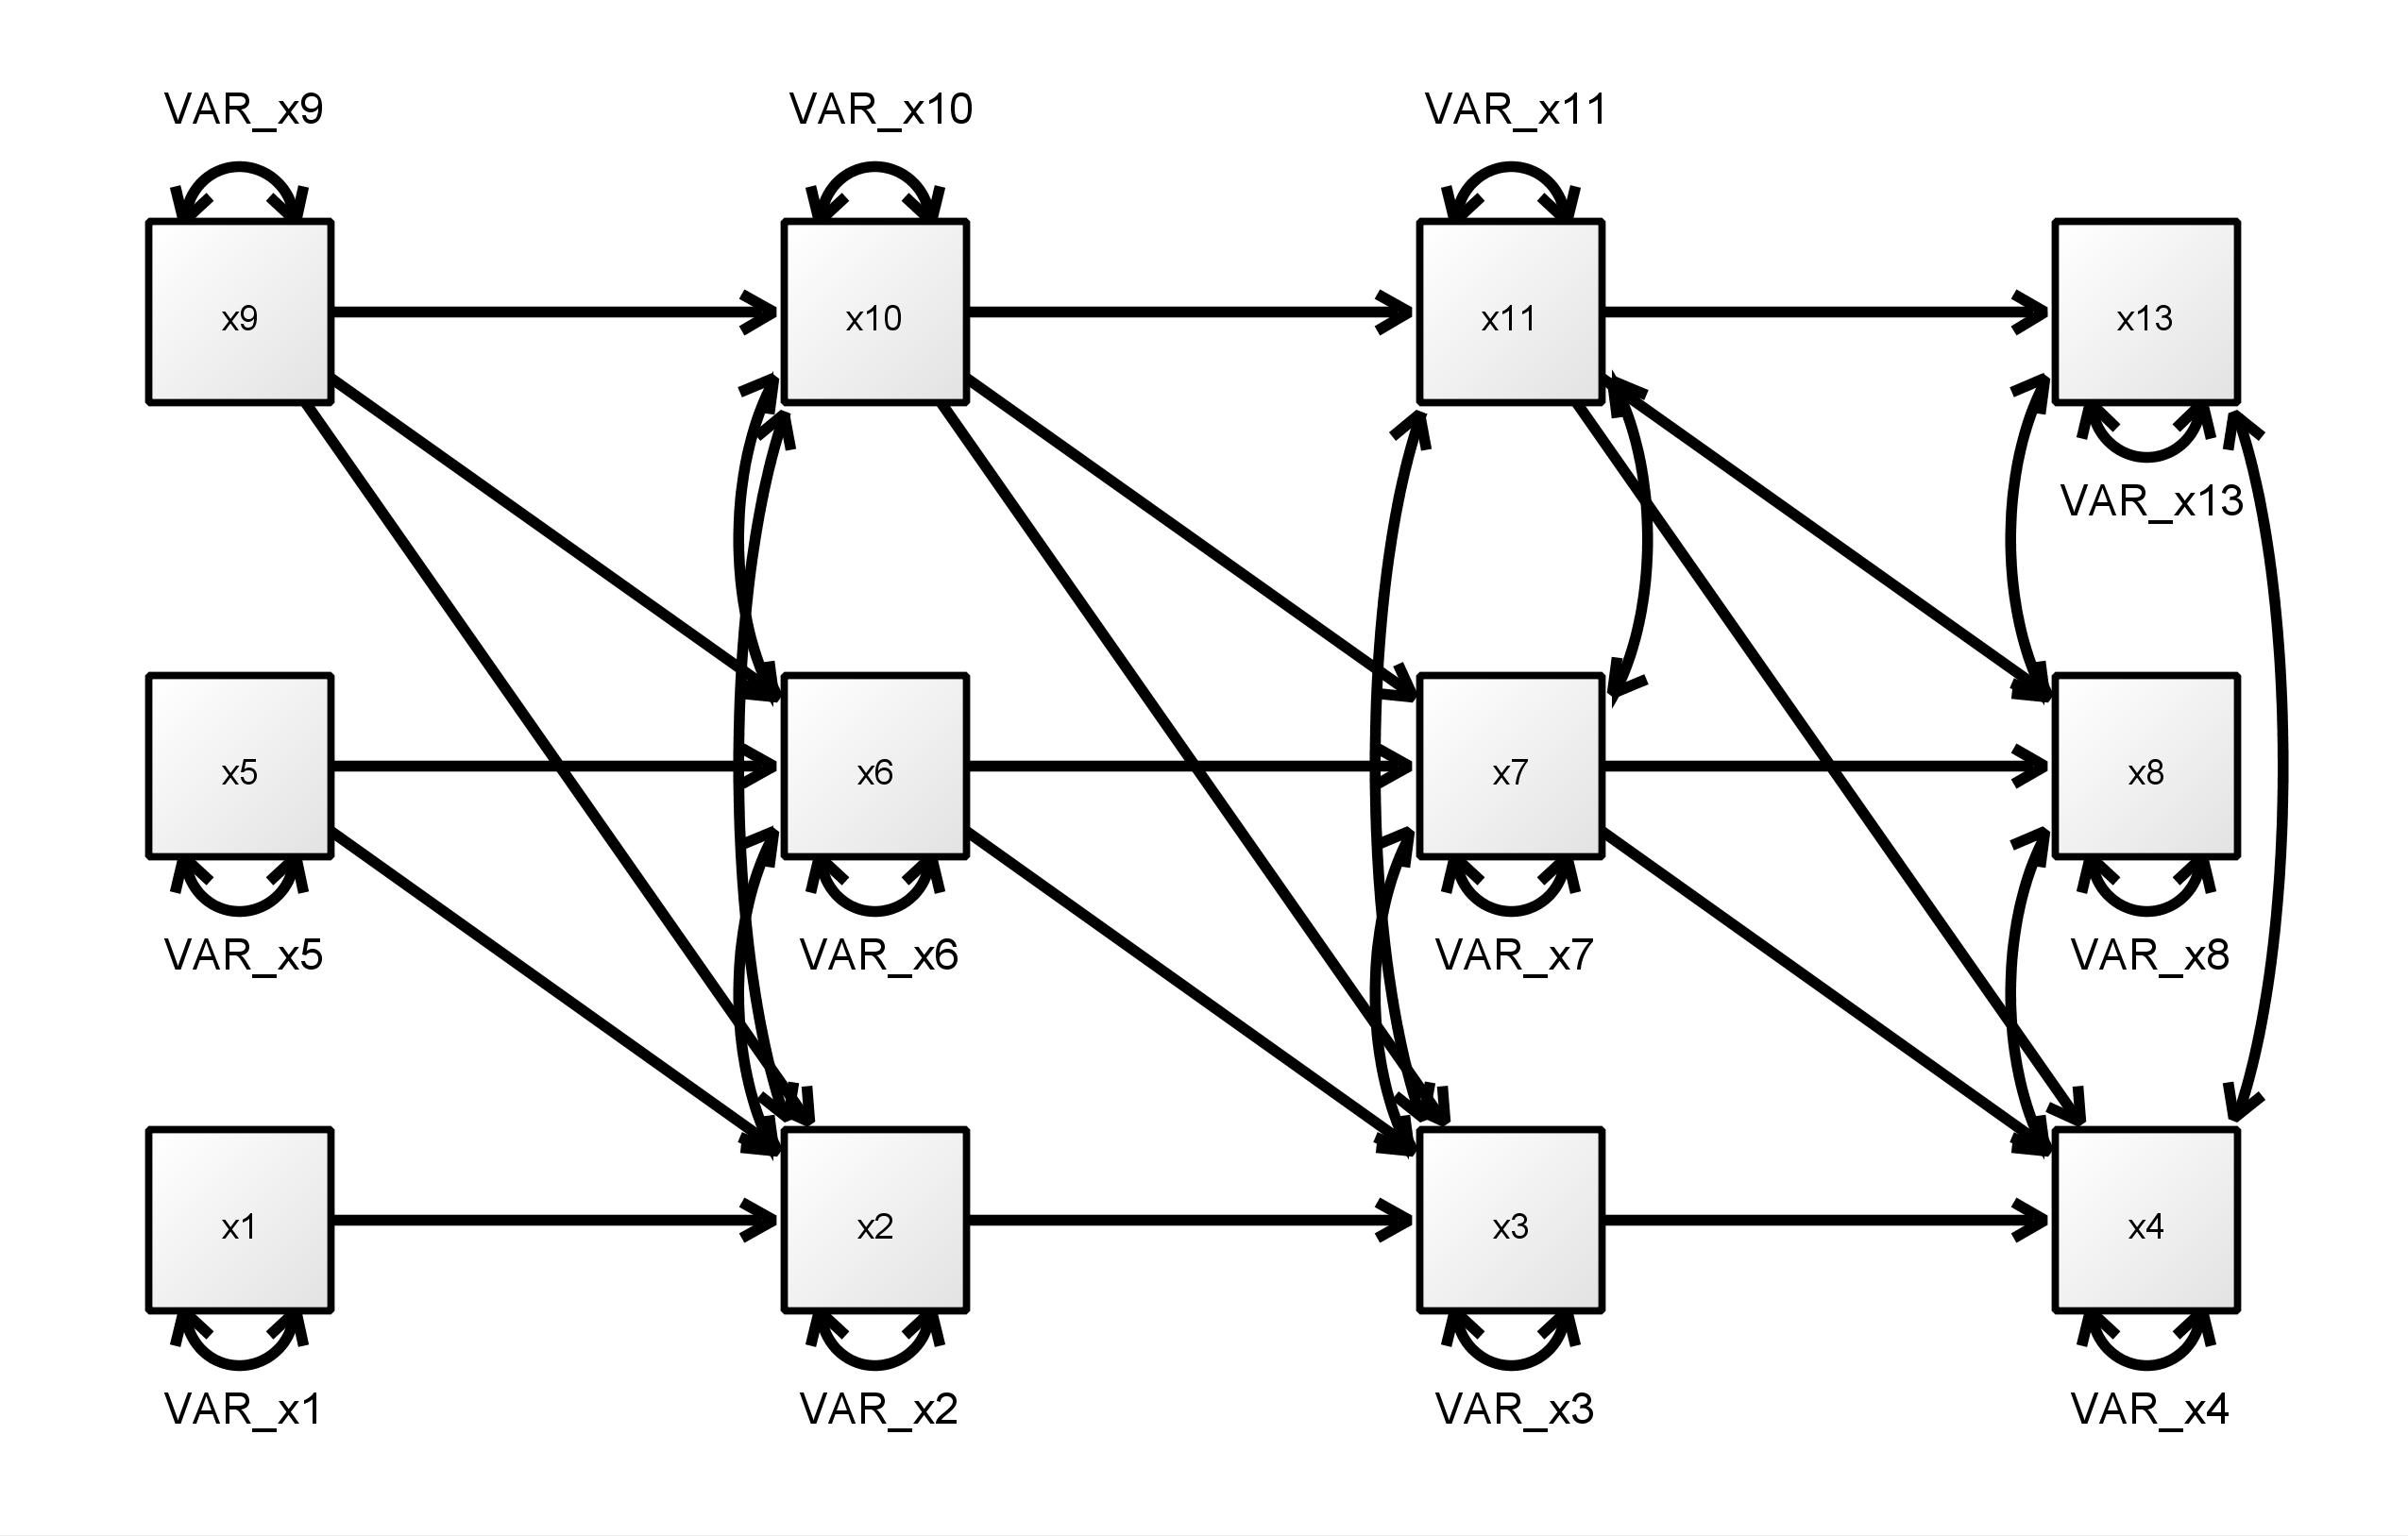 VAR_x9
VAR_x10
VAR_x11
x9
x10
x11
x13
VAR_x13
x5
x6
x7
x8
VAR_x5
VAR_x6
VAR_x7
VAR_x8
x1
x2
x3
x4
VAR_x1
VAR_x2
VAR_x3
VAR_x4